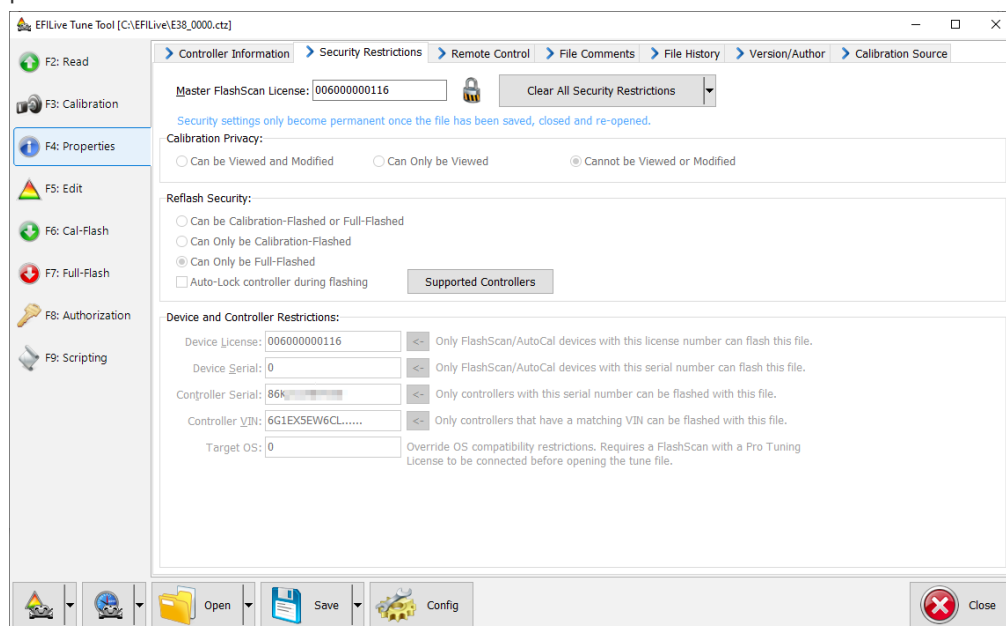 EFILive Tune Tool [C:\EFILive\E38_0000.ctz]
F2: Read
F3: Calibration
F4: Properties
F5: Edit
F6: Cal-Flash
F7: Full-Flash
F8: Authorization
F9: Scripting
Controller Information Security Restrictions Remote Control File Comments File History Version/Author Calibration Source
Master FlashScan License: 006000000116 Clear All Security Restrictions
Security settings only become permanent once the file has been saved, closed and re-opened.
Calibration Privacy:
Can be Viewed and Modified Can Only be Viewed Cannot be Viewed or Modified
Reflash Security:
Can be Calibration-Flashed or Full-Flashed
Can Only be Calibration-Flashed
Can Only be Full-Flashed
Auto-Lock controller during flashing Supported Controllers
Device and Controller Restrictions:
Device License: 006000000116 <- Only FlashScan/AutoCal devices with this license number can flash this file.
Device Serial: 0 <- Only FlashScan/AutoCal devices with this serial number can flash this file.
Controller Serial: <- Only controllers with this serial number can be flashed with this file.
Controller VIN: 6G1EX5EW6CL...... <- Only controllers that have a matching VIN can be flashed with this file.
Target OS: 0 Override OS compatibility restrictions. Requires a FlashScan with a Pro Tuning
License to be connected before opening the tune file.
Open Save Config Close